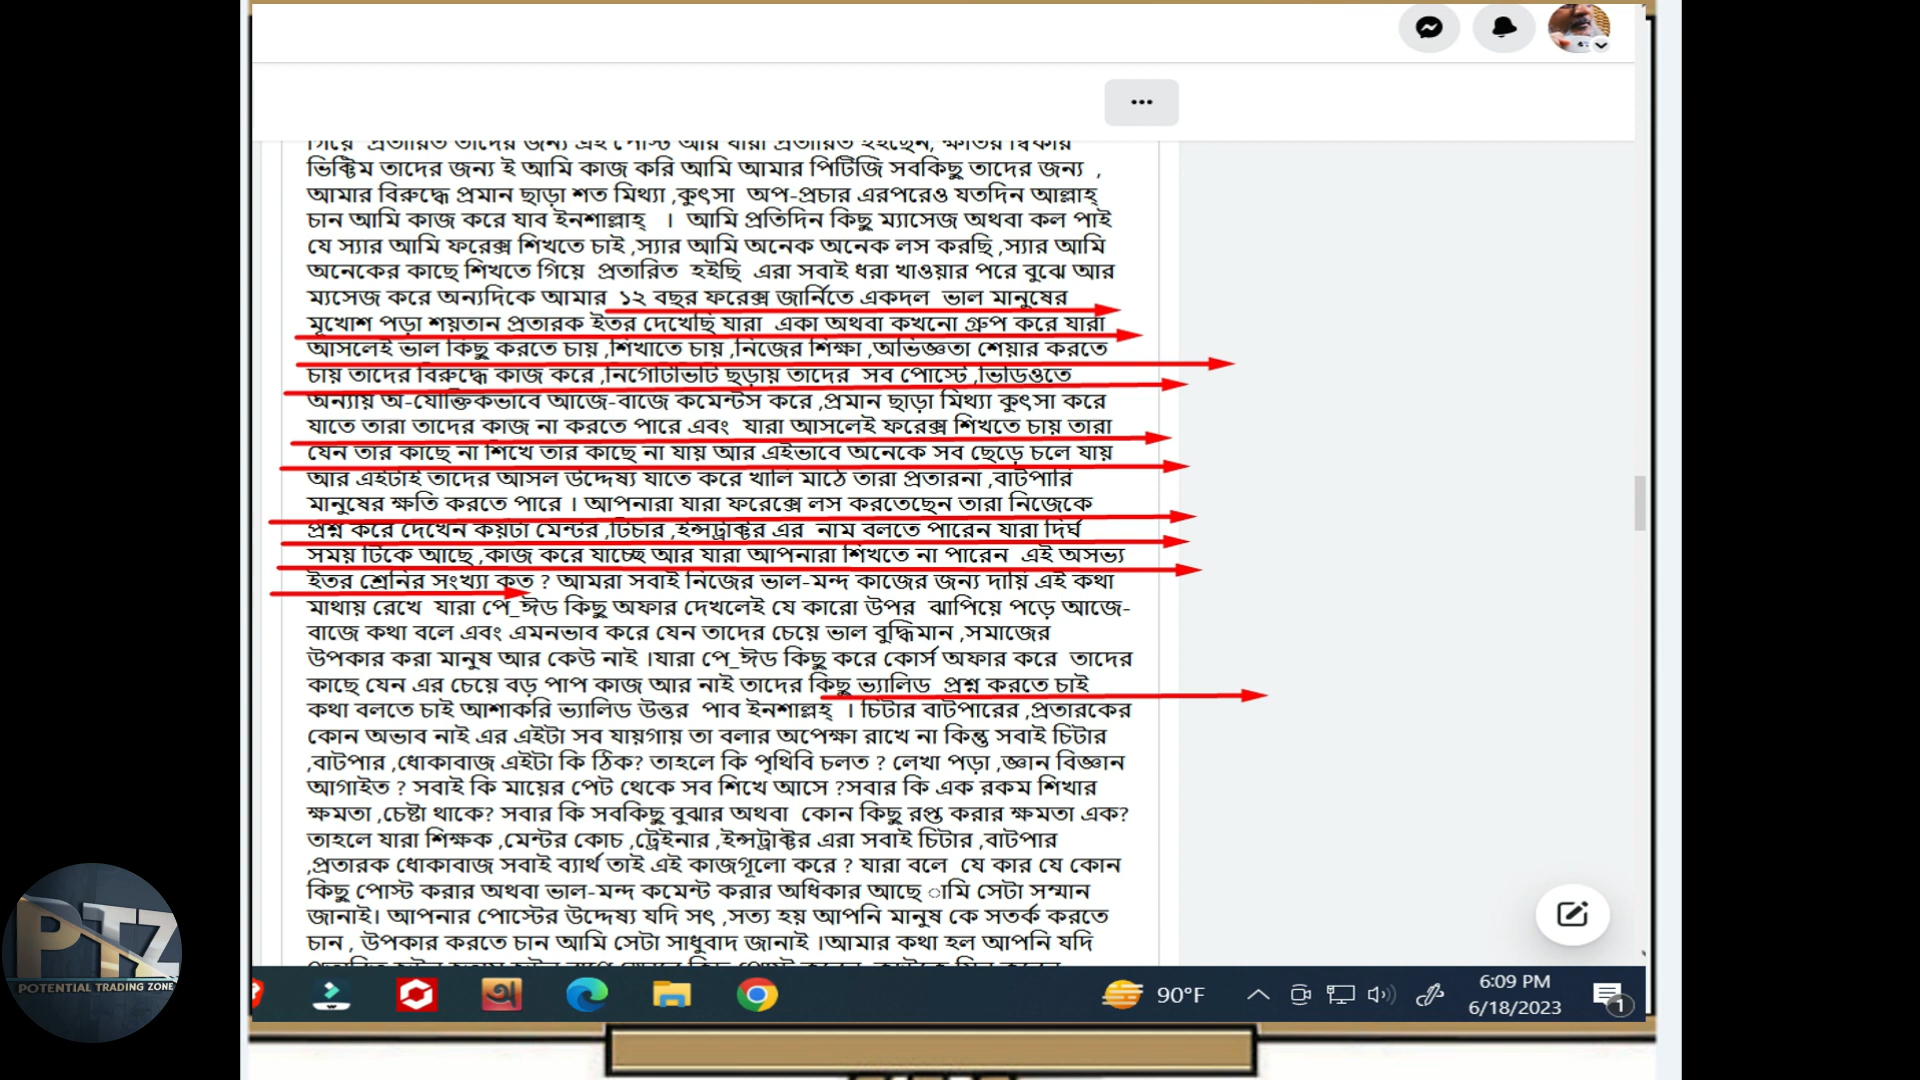 গিয়ে প্রতারিত তাদের জন্য এই পোস্ট আর যারা প্রতারিত হইছেন, ক্ষতির স্বিকার
ভিক্টিম তাদের জন্য ই আমি কাজ করি আমি আমার পিটিজি সবকিছু তাদের জন্য ,
আমার বিরুদ্ধে প্রমান ছাড়া শত মিথ্যা ,কুৎসা অপ-প্রচার এরপরেও যতদিন আল্লাহ্
চান আমি কাজ করে যাব ইনশাল্লাহ্ । আমি প্রতিদিন কিছু ম্যাসেজ অথবা কল পাই
যে স্যার আমি ফরেক্স শিখতে চাই ,স্যার আমি অনেক অনেক লস করছি ,স্যার আমি
অনেকের কাছে শিখতে গিয়ে প্রতারিত হইছি এরা সবাই ধরা খাওয়ার পরে বুঝে আর
ম্যসেজ করে অন্যদিকে আমার ১২ বছর ফরেক্স জার্নিতে একদল ভাল মানুষের
মূখোশ পড়া শয়তান প্রতারক ইতর দেখেছি যারা একা অথবা কখনো গ্রুপ করে যারা
আসলেই ভাল কিছু করতে চায় ,শিখাতে চায় ,নিজের শিক্ষা ,অভিজ্ঞতা শেয়ার করতে
চায় তাদের বিরুদ্ধে কাজ করে ,নিগেটিভিটি ছড়ায় তাদের সব পোস্টে ,ভিডিওতে
অন্যায় অ-যৌক্তিকভাবে আজে-বাজে কমেন্টস করে ,প্রমান ছাড়া মিথ্যা কুৎসা করে
যাতে তারা তাদের কাজ না করতে পারে এবং যারা আসলেই ফরেক্স শিখতে চায় তারা
যেন তার কাছে না শিখে তার কাছে না যায় আর এইভাবে অনেকে সব ছেড়ে চলে যায়
আর এইটাই তাদের আসল উদ্দেষ্য যাতে করে খালি মাঠে তারা প্রতারনা ,বাটপারি
মানুষের ক্ষতি করতে পারে । আপনারা যারা ফরেক্সে লস করতেছেন তারা নিজেকে
প্রশ্ন করে দেখেন কয়টা মেন্টর ,টিচার ,ইন্সট্রাক্টর এর নাম বলতে পারেন যারা দির্ঘ
সময় টিকে আছে ,কাজ করে যাচ্ছে আর যারা আপনারা শিখতে না পারেন এই অসভ্য
ইতর শ্রেনির সংখ্যা কত ? আমরা সবাই নিজের ভাল-মন্দ কাজের জন্য দায়ি এই কথা
মাথায় রেখে যারা পে_ঈড কিছু অফার দেখলেই যে কারো উপর ঝাপিয়ে পড়ে আজে-
বাজে কথা বলে এবং এমনভাব করে যেন তাদের চেয়ে ভাল বুদ্ধিমান ,সমাজের
উপকার করা মানুষ আর কেউ নাই ।যারা পে_ঈড কিছু করে কোর্স অফার করে তাদের
কাছে যেন এর চেয়ে বড় পাপ কাজ আর নাই তাদের কিছু ভ্যালিড প্রশ্ন করতে চাই
কথা বলতে চাই আশাকরি ভ্যালিড উত্তর পাব ইনশাল্লহ্ । চিটার বাটপারের ,প্রতারকের
কোন অভাব নাই এর এইটা সব যায়গায় তা বলার অপেক্ষা রাখে না কিন্তু সবাই চিটার
,বাটপার ,ধোকাবাজ এইটা কি ঠিক? তাহলে কি পৃথিবি চলত ? লেখা পড়া ,জ্ঞান বিজ্ঞান
আগাইত ? সবাই কি মায়ের পেট থেকে সব শিখে আসে ?সবার কি এক রকম শিখার
ক্ষমতা ,চেষ্টা থাকে? সবার কি সবকিছু বুঝার অথবা কোন কিছু রপ্ত করার ক্ষমতা এক?
তাহলে যারা শিক্ষক ,মেন্টর কোচ ,ট্রেইনার ,ইন্সট্রাক্টর এরা সবাই চিটার ,বাটপার
,প্রতারক ধোকাবাজ সবাই ব্যার্থ তাই এই কাজগূলো করে ? যারা বলে যে কার যে কোন
কিছু পোস্ট করার অথবা ভাল-মন্দ কমেন্ট করার অধিকার আছে ামি সেটা সম্মান
জানাই। আপনার পোস্টের উদ্দেষ্য যদি সৎ ,সত্য হয় আপনি মানুষ কে সতর্ক করতে
চান , উপকার করতে চান আমি সেটা সাধুবাদ জানাই ।আমার কথা হল আপনি যদি
PTZ
POTENTIAL TRADING ZONE
অ
90°F
6:09 PM
6/18/2023
1